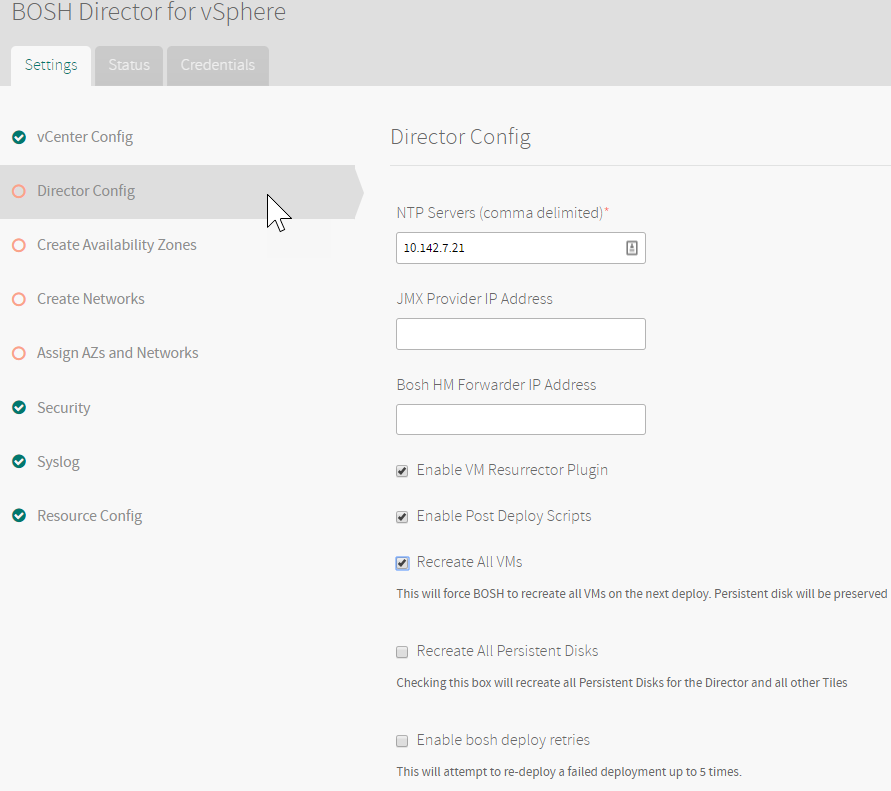 BOSH Director for vSphere
Settings
Status
Credentials
vCenter Config
Director Config
Create Availability Zones
Create Networks
Assign AZs and Networks
Security
Syslog
Resource Config
Director Config
NTP Servers (comma delimited)*
10.142.7.21
JMX Provider IP Address
Bosh HM Forwarder IP Address
Enable VM Resurrector Plugin
Enable Post Deploy Scripts
Recreate All VMs
This will force BOSH to recreate all VMs on the next deploy. Persistent disk will be preserved
Recreate All Persistent Disks
Checking this box will recreate all Persistent Disks for the Director and all other Tiles
Enable bosh deploy retries
This will attempt to re-deploy a failed deployment up to 5 times.